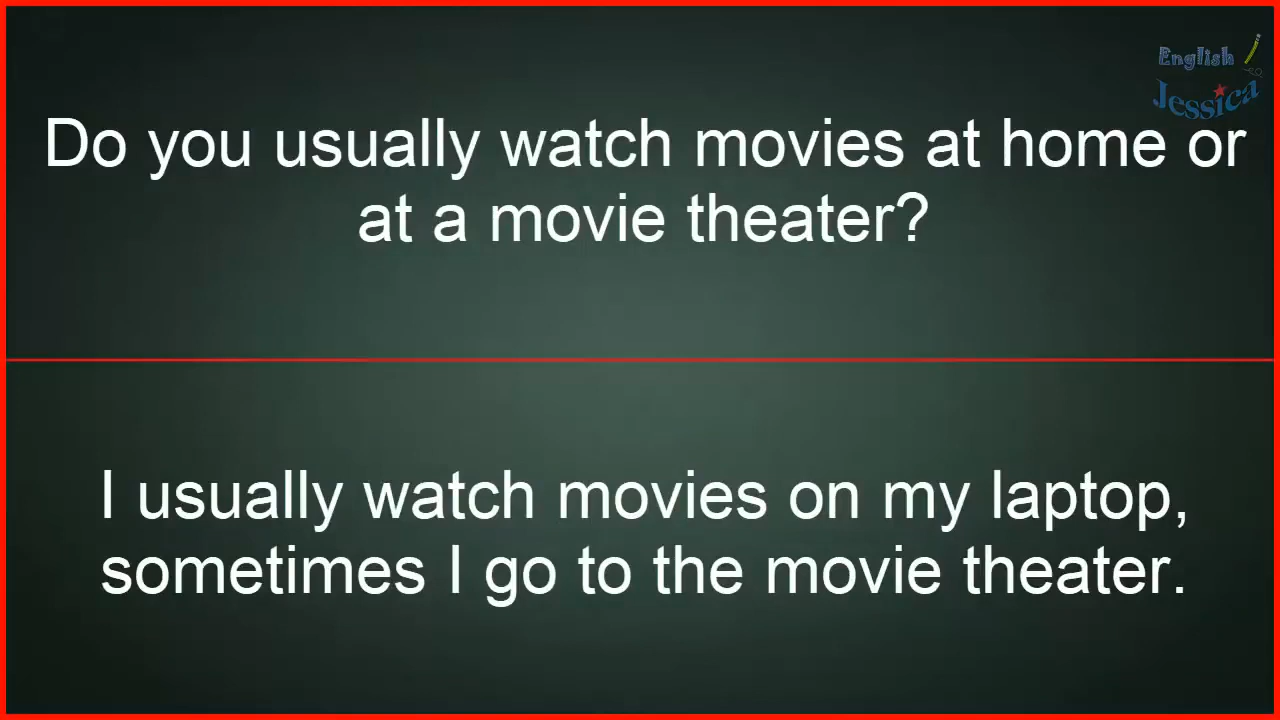 English
Jessica
Do you usually watch movies at home or
at a movie theater?
I usually watch movies on my laptop,
sometimes I go to the movie theater.